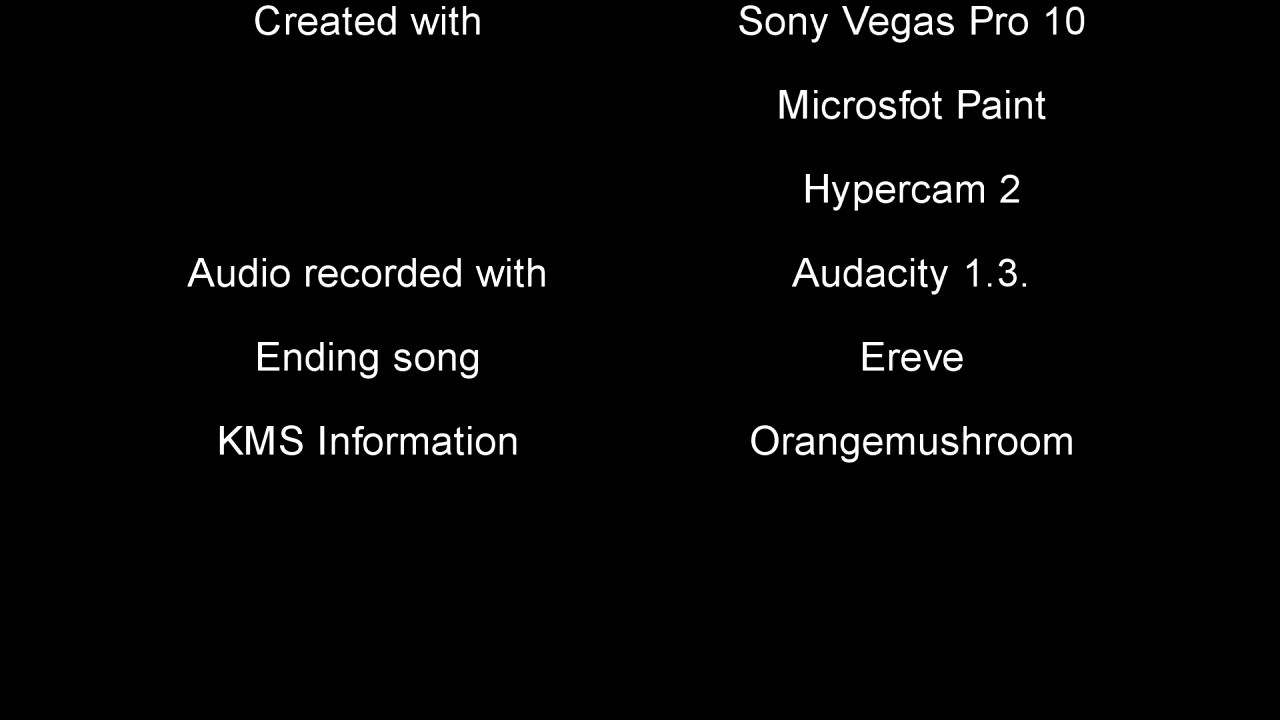 Created with Sony Vegas Pro 10
Microsfot Paint
Hypercam 2
Audio recorded with Audacity 1.3.
Ending song Ereve
KMS Information Orangemushroom